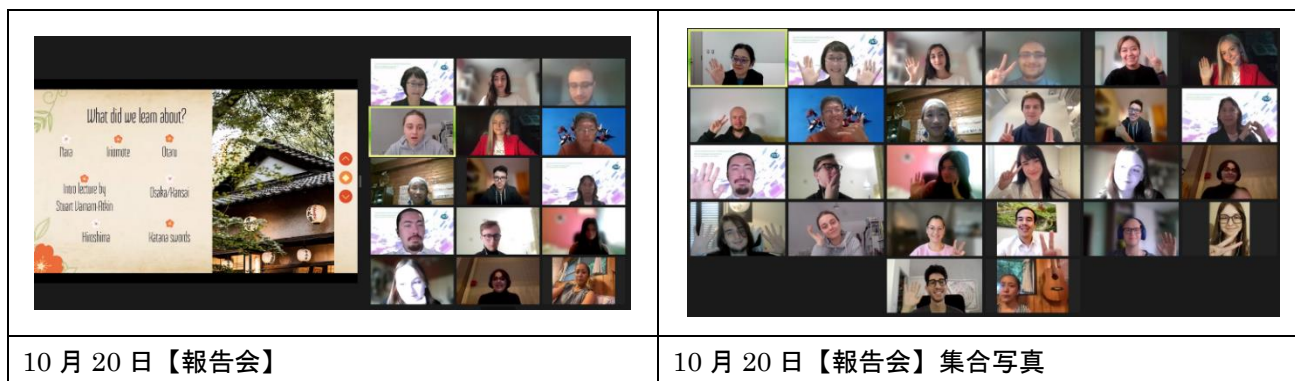 What did we learn about?
Nara
Inomote
Otaru
Intro lecture by
Stuart Varnam-Atkin
Osaka/Kansai
Hiroshima
Katana swords
10 月 20 日【報告会】
10 月 20 日【報告会】集合写真